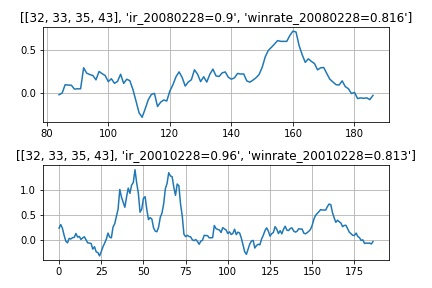 [[32, 33, 35, 43], 'ir_20080228=0.9', 'winrate_20080228=0.816']
0.5
0.0
80 100 120 140 160 180
[[32, 33, 35, 43], 'ir_20010228=0.96', 'winrate_20010228=0.813']
1.0
0.5
0.0
0 25 50 75 100 125 150 175